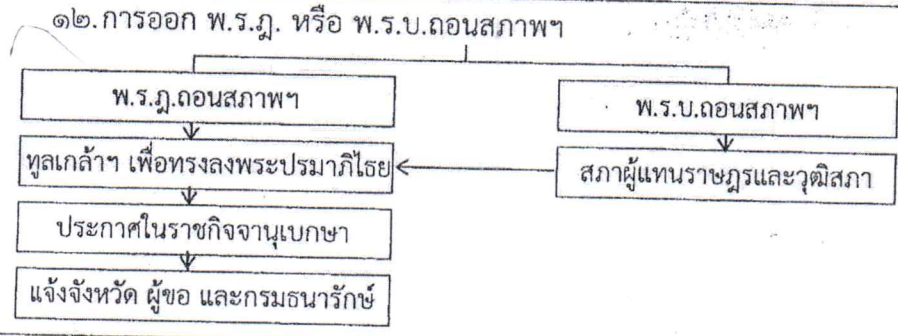 ๑๒.การออก พ.ร.ฎ. หรือ พ.ร.บ.ถอนสภาพฯ
พ.ร.ฎ.ถอนสภาพฯ
พ.ร.บ.ถอนสภาพฯ
ทูลเกล้าฯ เพื่อทรงลงพระปรมาภิไธย
สภาผู้แทนราษฎรและวุฒิสภา
ประกาศในราชกิจจานุเบกษา
แจ้งจังหวัด ผู้ขอ และกรมธนารักษ์